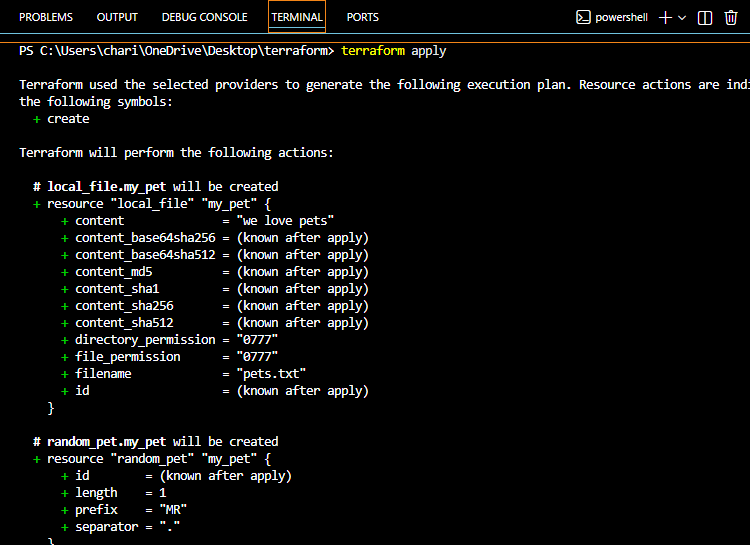 PROBLEMS OUTPUT DEBUG CONSOLE TERMINAL PORTS powershell
PS C:\Users\chari\OneDrive\Desktop\terraform> terraform apply
Terraform used the selected providers to generate the following execution plan. Resource actions are indi
the following symbols:
+ create
Terraform will perform the following actions:
# local_file.my_pet will be created
+ resource "local_file" "my_pet" {
+ content = "we love pets"
+ content_base64sha256 = (known after apply)
+ content_base64sha512 = (known after apply)
+ content_md5 = (known after apply)
+ content_sha1 = (known after apply)
+ content_sha256 = (known after apply)
+ content_sha512 = (known after apply)
+ directory_permission = "0777"
+ file_permission = "0777"
+ filename = "pets.txt"
+ id = (known after apply)
}
# random_pet.my_pet will be created
+ resource "random_pet" "my_pet" {
+ id = (known after apply)
+ length = 1
+ prefix = "MR"
+ separator = "."
}